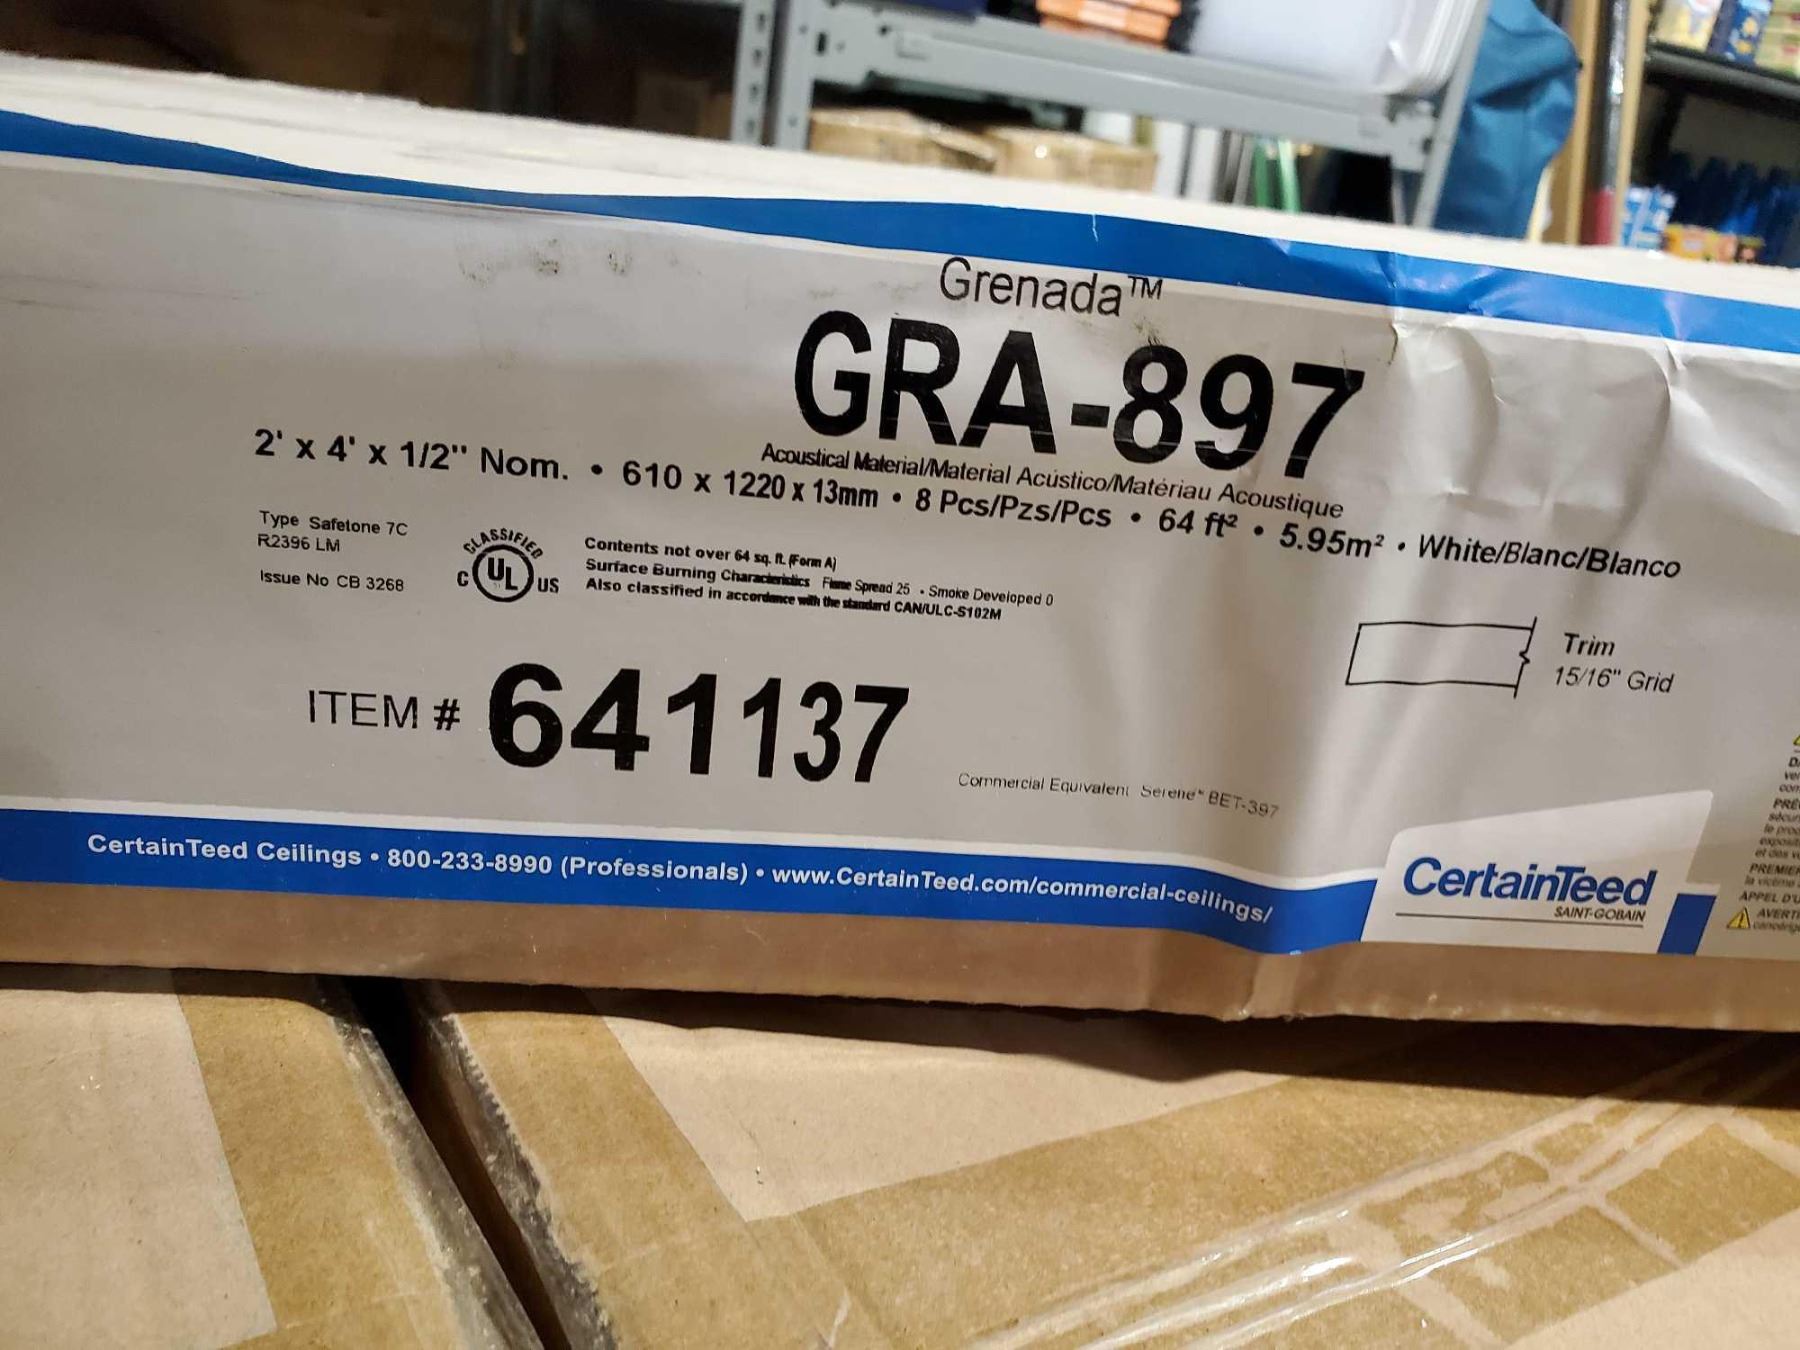 Grenada™
GRA-897
Acoustical Material/Material Acústico/Matériau Acoustique
2' x 4' x 1/2" Nom. • 610 x 1220 x 13mm • 8 Pcs/Pzs/Pcs • 64 ft² • 5.95m² • White/Blanc/Blanco
Type Safetone 7C
R2396 LM
Issue No CB 3268
CLASSIFIED
C UL US
Contents not over 64 sq. ft. (Form A)
Surface Burning Characteristics Flame Spread 25 • Smoke Developed 0
Also classified in accordance with the standard CAN/ULC-S102M
Trim
15/16" Grid
ITEM # 641137
Commercial Equivalent Serene™ BET-397
CertainTeed Ceilings • 800-233-8990 (Professionals) • www.CertainTeed.com/commercial-ceilings/
CertainTeed
SAINT-GOBAIN